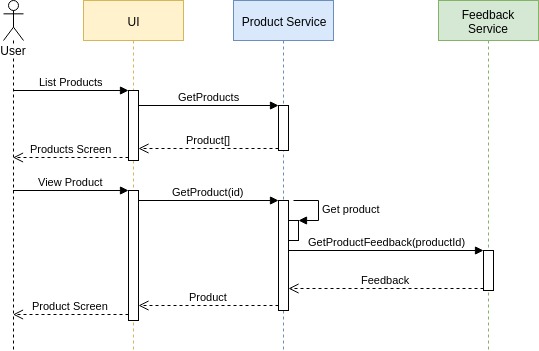 UI
Product Service
Feedback
Service
User
List Products
GetProducts
Product[]
Products Screen
View Product
GetProduct(id)
Get product
GetProductFeedback(productId)
Feedback
Product
Product Screen